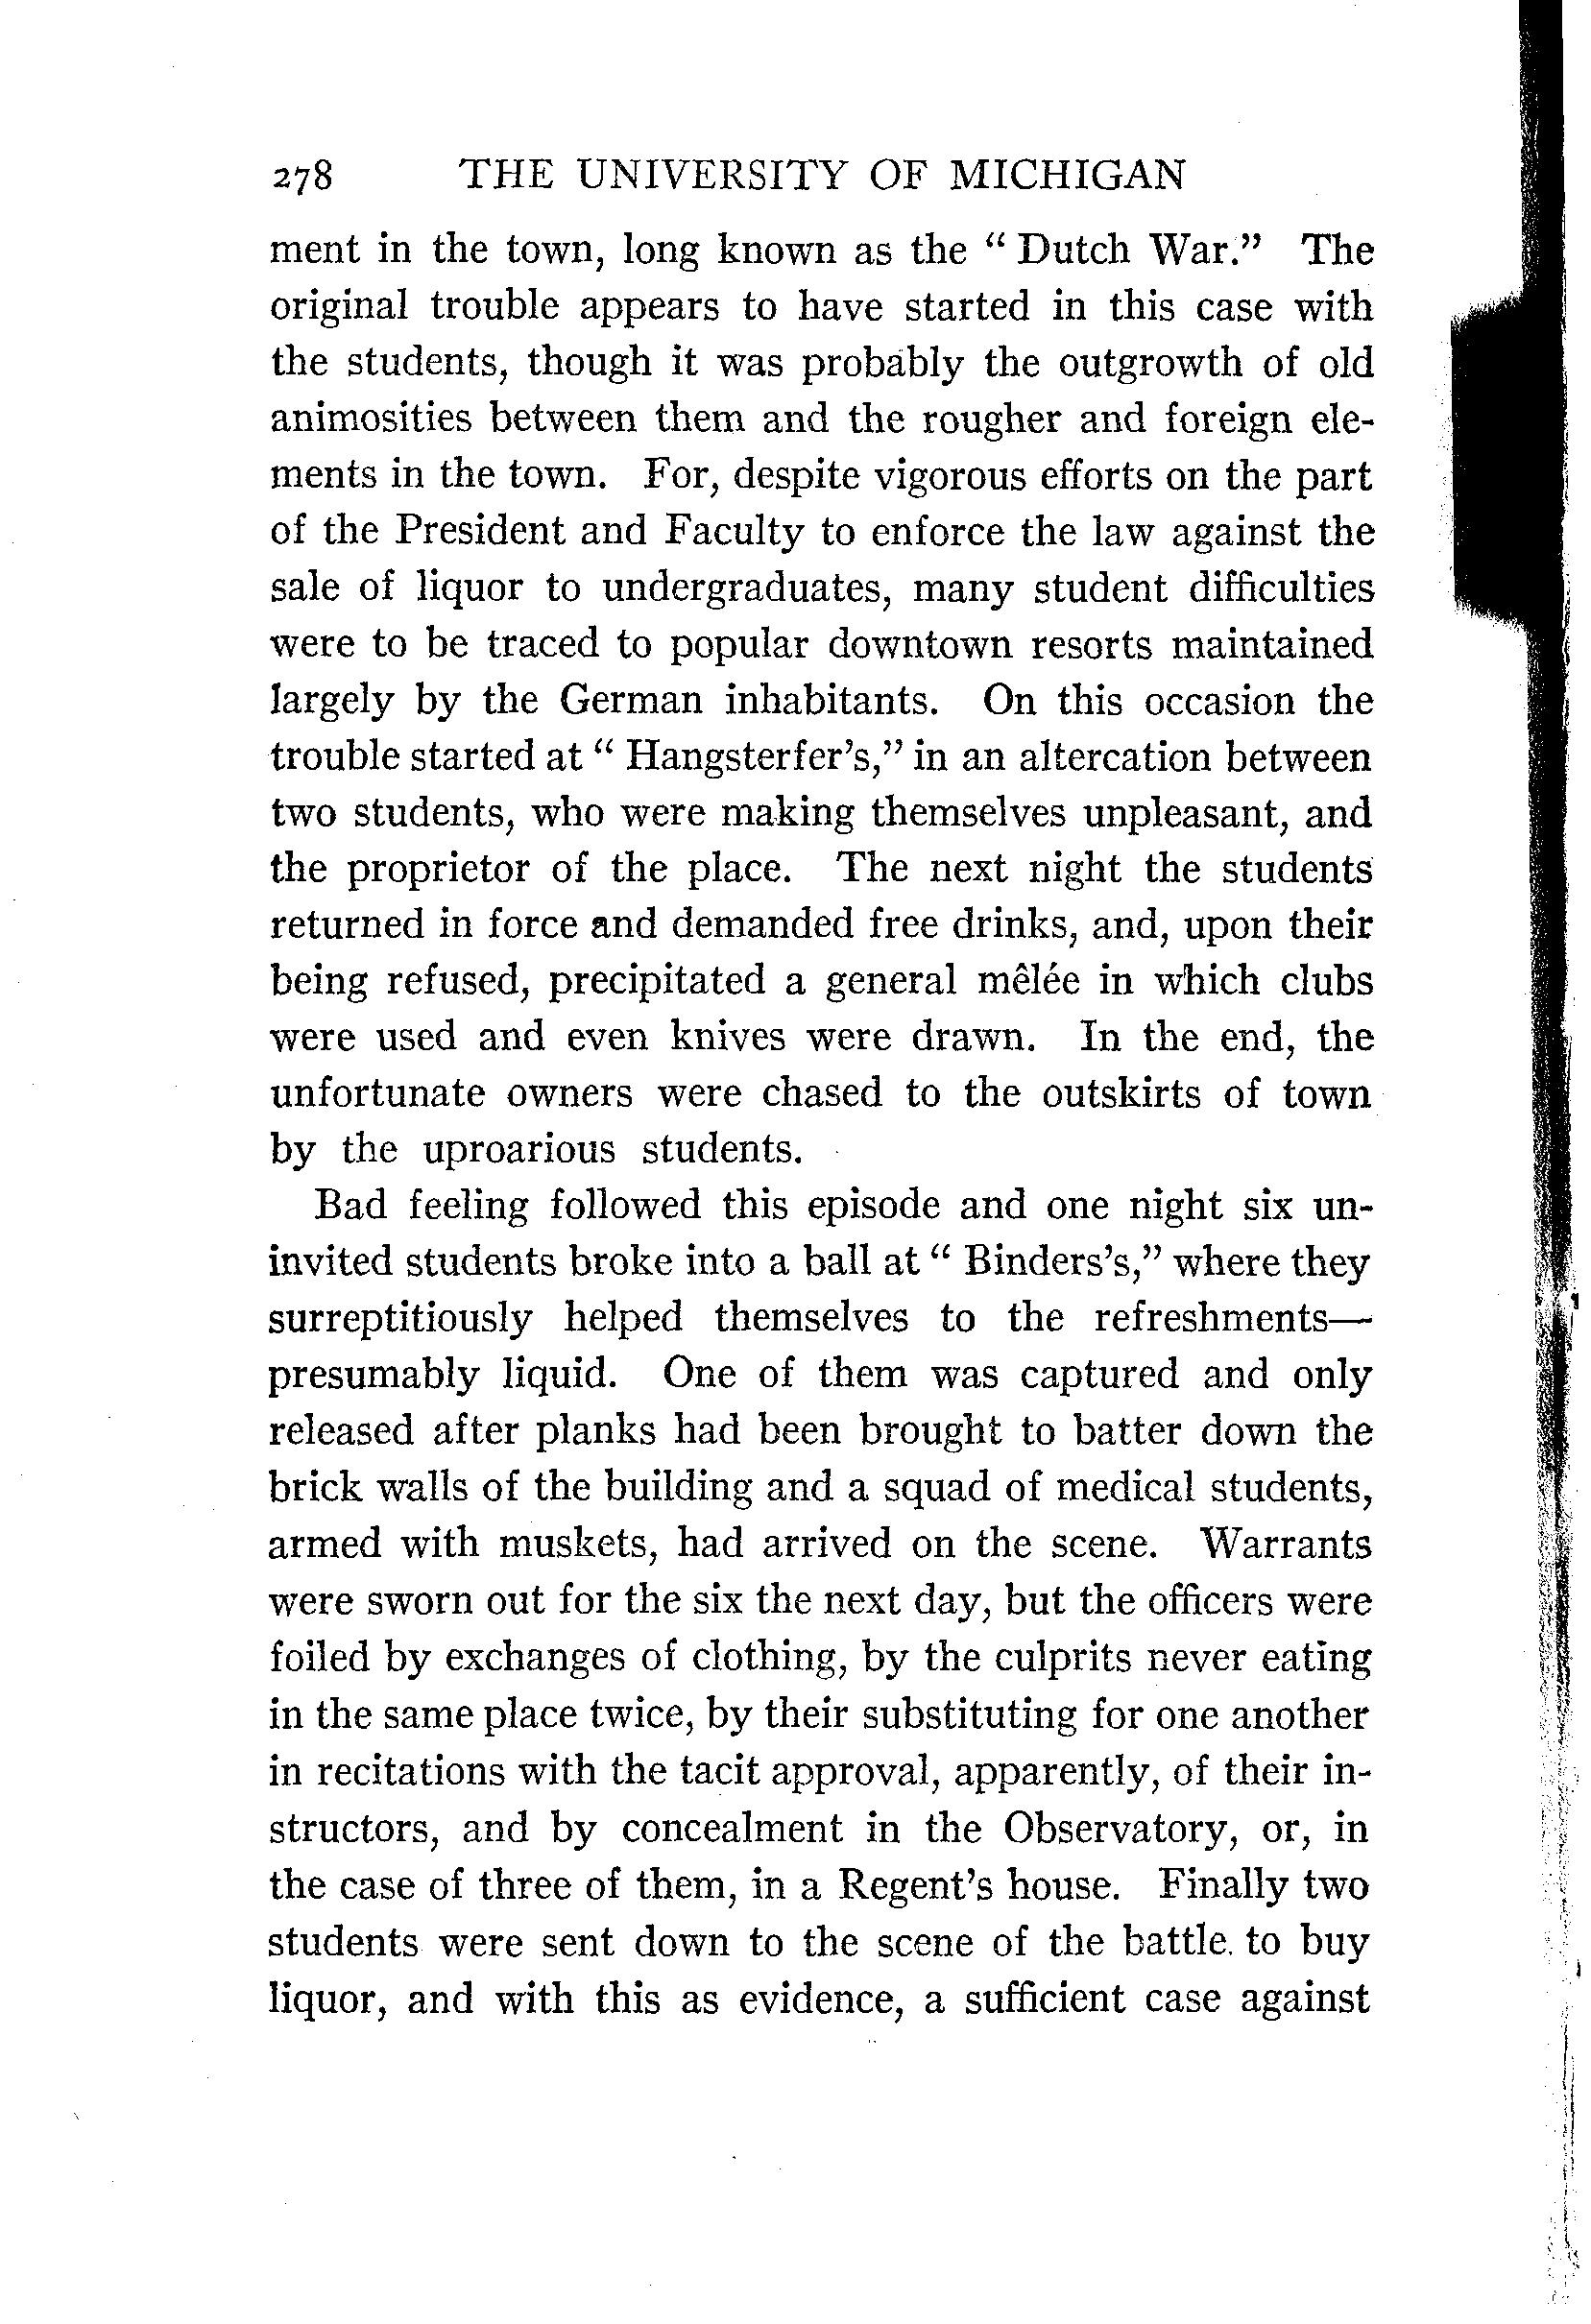 278 THE UNIVERSITY OF MICHIGAN
ment in the town, long known as the " Dutch War." The
original trouble appears to have started in this case with
the students, though it was probably the outgrowth of old
animosities between them and the rougher and foreign ele-
ments in the town. For, despite vigorous efforts on the part
of the President and Faculty to enforce the law against the
sale of liquor to undergraduates, many student difficulties
were to be traced to popular downtown resorts maintained
largely by the German inhabitants. On this occasion the
trouble started at " Hangsterfer's," in an altercation between
two students, who were making themselves unpleasant, and
the proprietor of the place. The next night the students
returned in force and demanded free drinks, and, upon their
being refused, precipitated a general mêlée in which clubs
were used and even knives were drawn. In the end, the
unfortunate owners were chased to the outskirts of town
by the uproarious students.
Bad feeling followed this episode and one night six un-
invited students broke into a ball at " Binders's," where they
surreptitiously helped themselves to the refreshments—
presumably liquid. One of them was captured and only
released after planks had been brought to batter down the
brick walls of the building and a squad of medical students,
armed with muskets, had arrived on the scene. Warrants
were sworn out for the six the next day, but the officers were
foiled by exchanges of clothing, by the culprits never eating
in the same place twice, by their substituting for one another
in recitations with the tacit approval, apparently, of their in-
structors, and by concealment in the Observatory, or, in
the case of three of them, in a Regent's house. Finally two
students were sent down to the scene of the battle to buy
liquor, and with this as evidence, a sufficient case against